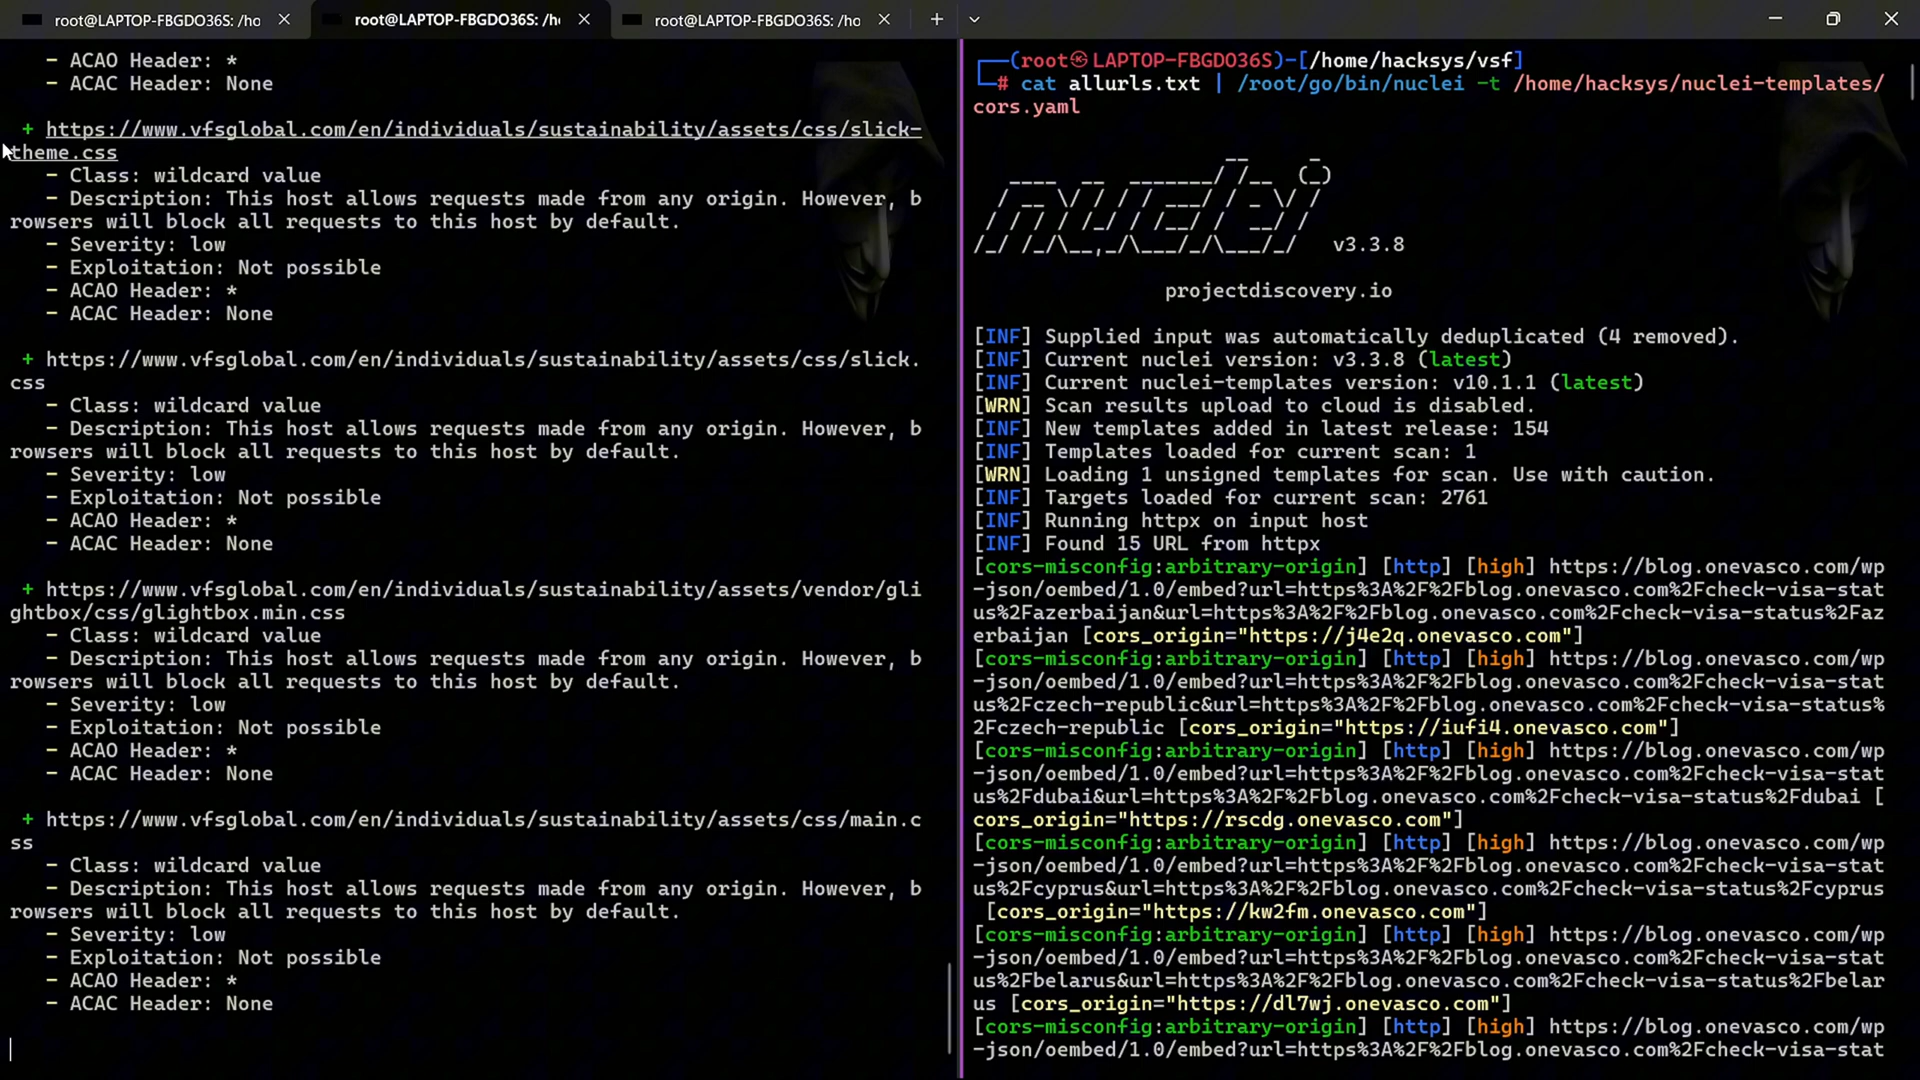 root@LAPTOP-FBGDO36S: /ho
root@LAPTOP-FBGDO36S: /h
root@LAPTOP-FBGDO36S: /ho
- ACAO Header: *
- ACAC Header: None
+ https://www.vfsglobal.com/en/individuals/sustainability/assets/css/slick-
theme.css
- Class: wildcard value
- Description: This host allows requests made from any origin. However, b
rowsers will block all requests to this host by default.
- Severity: low
- Exploitation: Not possible
- ACAO Header: *
- ACAC Header: None
+ https://www.vfsglobal.com/en/individuals/sustainability/assets/css/slick.
css
- Class: wildcard value
- Description: This host allows requests made from any origin. However, b
rowsers will block all requests to this host by default.
- Severity: low
- Exploitation: Not possible
- ACAO Header: *
- ACAC Header: None
+ https://www.vfsglobal.com/en/individuals/sustainability/assets/vendor/gli
ghtbox/css/glightbox.min.css
- Class: wildcard value
- Description: This host allows requests made from any origin. However, b
rowsers will block all requests to this host by default.
- Severity: low
- Exploitation: Not possible
- ACAO Header: *
- ACAC Header: None
+ https://www.vfsglobal.com/en/individuals/sustainability/assets/css/main.c
ss
- Class: wildcard value
- Description: This host allows requests made from any origin. However, b
rowsers will block all requests to this host by default.
- Severity: low
- Exploitation: Not possible
- ACAO Header: *
- ACAC Header: None
(root㉿LAPTOP-FBGDO36S)-[/home/hacksys/vsf]
# cat allurls.txt | /root/go/bin/nuclei -t /home/hacksys/nuclei-templates/
cors.yaml
nuclei v3.3.8
projectdiscovery.io
[INF] Supplied input was automatically deduplicated (4 removed).
[INF] Current nuclei version: v3.3.8 (latest)
[INF] Current nuclei-templates version: v10.1.1 (latest)
[WRN] Scan results upload to cloud is disabled.
[INF] New templates added in latest release: 154
[INF] Templates loaded for current scan: 1
[WRN] Loading 1 unsigned templates for scan. Use with caution.
[INF] Targets loaded for current scan: 2761
[INF] Running httpx on input host
[INF] Found 15 URL from httpx
[cors-misconfig:arbitrary-origin] [http] [high] https://blog.onevasco.com/wp
-json/oembed/1.0/embed?url=https%3A%2F%2Fblog.onevasco.com%2Fcheck-visa-stat
us%2Fazerbaijan&url=https%3A%2F%2Fblog.onevasco.com%2Fcheck-visa-status%2Faz
erbaijan [cors_origin="https://j4e2q.onevasco.com"]
[cors-misconfig:arbitrary-origin] [http] [high] https://blog.onevasco.com/wp
-json/oembed/1.0/embed?url=https%3A%2F%2Fblog.onevasco.com%2Fcheck-visa-stat
us%2Fczech-republic&url=https%3A%2F%2Fblog.onevasco.com%2Fcheck-visa-status%
2Fczech-republic [cors_origin="https://iufi4.onevasco.com"]
[cors-misconfig:arbitrary-origin] [http] [high] https://blog.onevasco.com/wp
-json/oembed/1.0/embed?url=https%3A%2F%2Fblog.onevasco.com%2Fcheck-visa-stat
us%2Fdubai&url=https%3A%2F%2Fblog.onevasco.com%2Fcheck-visa-status%2Fdubai [
cors_origin="https://rscdg.onevasco.com"]
[cors-misconfig:arbitrary-origin] [http] [high] https://blog.onevasco.com/wp
-json/oembed/1.0/embed?url=https%3A%2F%2Fblog.onevasco.com%2Fcheck-visa-stat
us%2Fcyprus&url=https%3A%2F%2Fblog.onevasco.com%2Fcheck-visa-status%2Fcyprus
[cors_origin="https://kw2fm.onevasco.com"]
[cors-misconfig:arbitrary-origin] [http] [high] https://blog.onevasco.com/wp
-json/oembed/1.0/embed?url=https%3A%2F%2Fblog.onevasco.com%2Fcheck-visa-stat
us%2Fbelarus&url=https%3A%2F%2Fblog.onevasco.com%2Fcheck-visa-status%2Fbelar
us [cors_origin="https://dl7wj.onevasco.com"]
[cors-misconfig:arbitrary-origin] [http] [high] https://blog.onevasco.com/wp
-json/oembed/1.0/embed?url=https%3A%2F%2Fblog.onevasco.com%2Fcheck-visa-stat